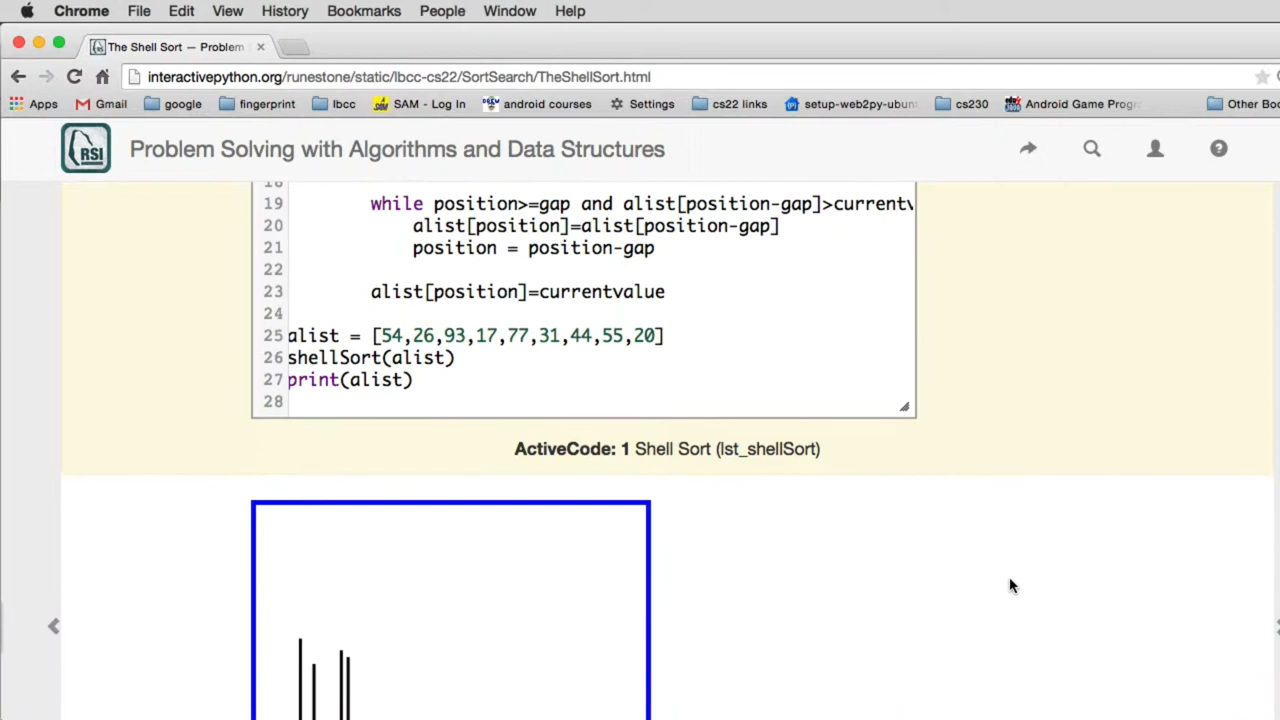 Chrome File Edit View History Bookmarks People Window Help
The Shell Sort — Problem
interactivepython.org/runestone/static/lbcc-cs22/SortSearch/TheShellSort.html
Apps Gmail google fingerprint lbcc SAM - Log In android courses Settings cs22 links setup-web2py-ubun cs230 Android Game Progr Other Boo
RSI Problem Solving with Algorithms and Data Structures
18
19 while position>=gap and alist[position-gap]>currentv
20 alist[position]=alist[position-gap]
21 position = position-gap
22
23 alist[position]=currentvalue
24
25 alist = [54,26,93,17,77,31,44,55,20]
26 shellSort(alist)
27 print(alist)
28
ActiveCode: 1 Shell Sort (lst_shellSort)